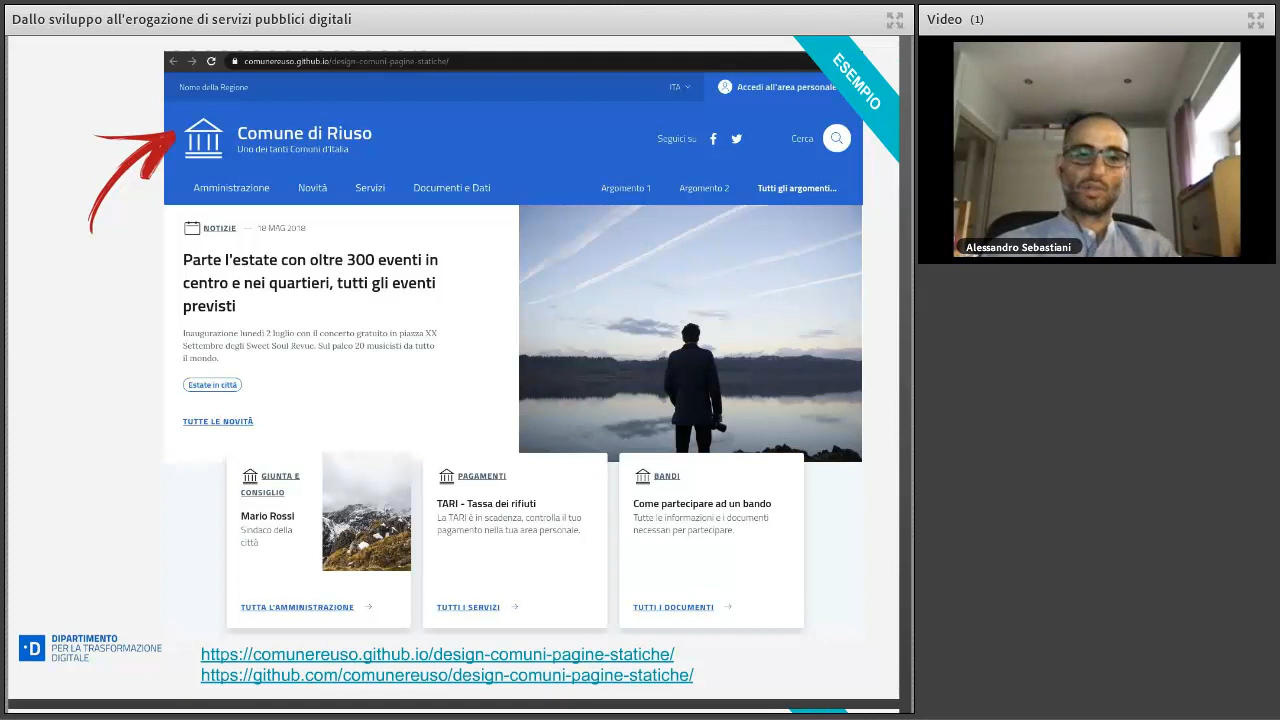 Dallo sviluppo all'erogazione di servizi pubblici digitali
Video (1)
comunereuso.github.io/design-comuni-pagine-statiche/
ESEMPIO
Nome della Regione
ITA
Accedi all'area personale
Comune di Riuso
Uno dei tanti Comuni d'Italia
Seguici su
Cerca
Amministrazione Novità Servizi Documenti e Dati
Argomento 1 Argomento 2 Tutti gli argomenti...
NOTIZIE — 18 MAG 2018
Parte l'estate con oltre 300 eventi in
centro e nei quartieri, tutti gli eventi
previsti
Inaugurazione lunedì 2 luglio con il concerto gratuito in piazza XX
Settembre degli Sweet Soul Revue. Sul palco 20 musicisti da tutto
il mondo.
Estate in città
TUTTE LE NOVITÀ
GIUNTA E
CONSIGLIO
Mario Rossi
Sindaco della
città
TUTTA L'AMMINISTRAZIONE
PAGAMENTI
TARI - Tassa dei rifiuti
La TARI è in scadenza, controlla il tuo
pagamento nella tua area personale.
TUTTI I SERVIZI
BANDI
Come partecipare ad un bando
Tutte le informazioni e i documenti
necessari per partecipare.
TUTTI I DOCUMENTI
DIPARTIMENTO
PER LA TRASFORMAZIONE
DIGITALE
https://comunereuso.github.io/design-comuni-pagine-statiche/
https://github.com/comunereuso/design-comuni-pagine-statiche/
Alessandro Sebastiani